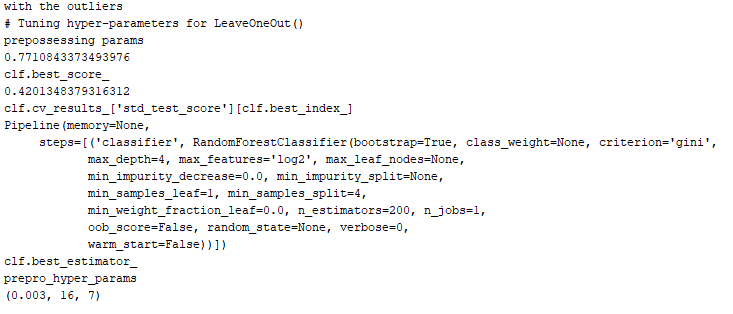 with the outliers
# Tuning hyper-parameters for LeaveOneOut()
prepossessing params
0.7710843373493976
clf.best_score_
0.4201348379316312
clf.cv_results_['std_test_score'][clf.best_index_]
Pipeline(memory=None,
     steps=[('classifier', RandomForestClassifier(bootstrap=True, class_weight=None, criterion='gini',
            max_depth=4, max_features='log2', max_leaf_nodes=None,
            min_impurity_decrease=0.0, min_impurity_split=None,
            min_samples_leaf=1, min_samples_split=4,
            min_weight_fraction_leaf=0.0, n_estimators=200, n_jobs=1,
            oob_score=False, random_state=None, verbose=0,
            warm_start=False))])
clf.best_estimator_
prepro_hyper_params
(0.003, 16, 7)